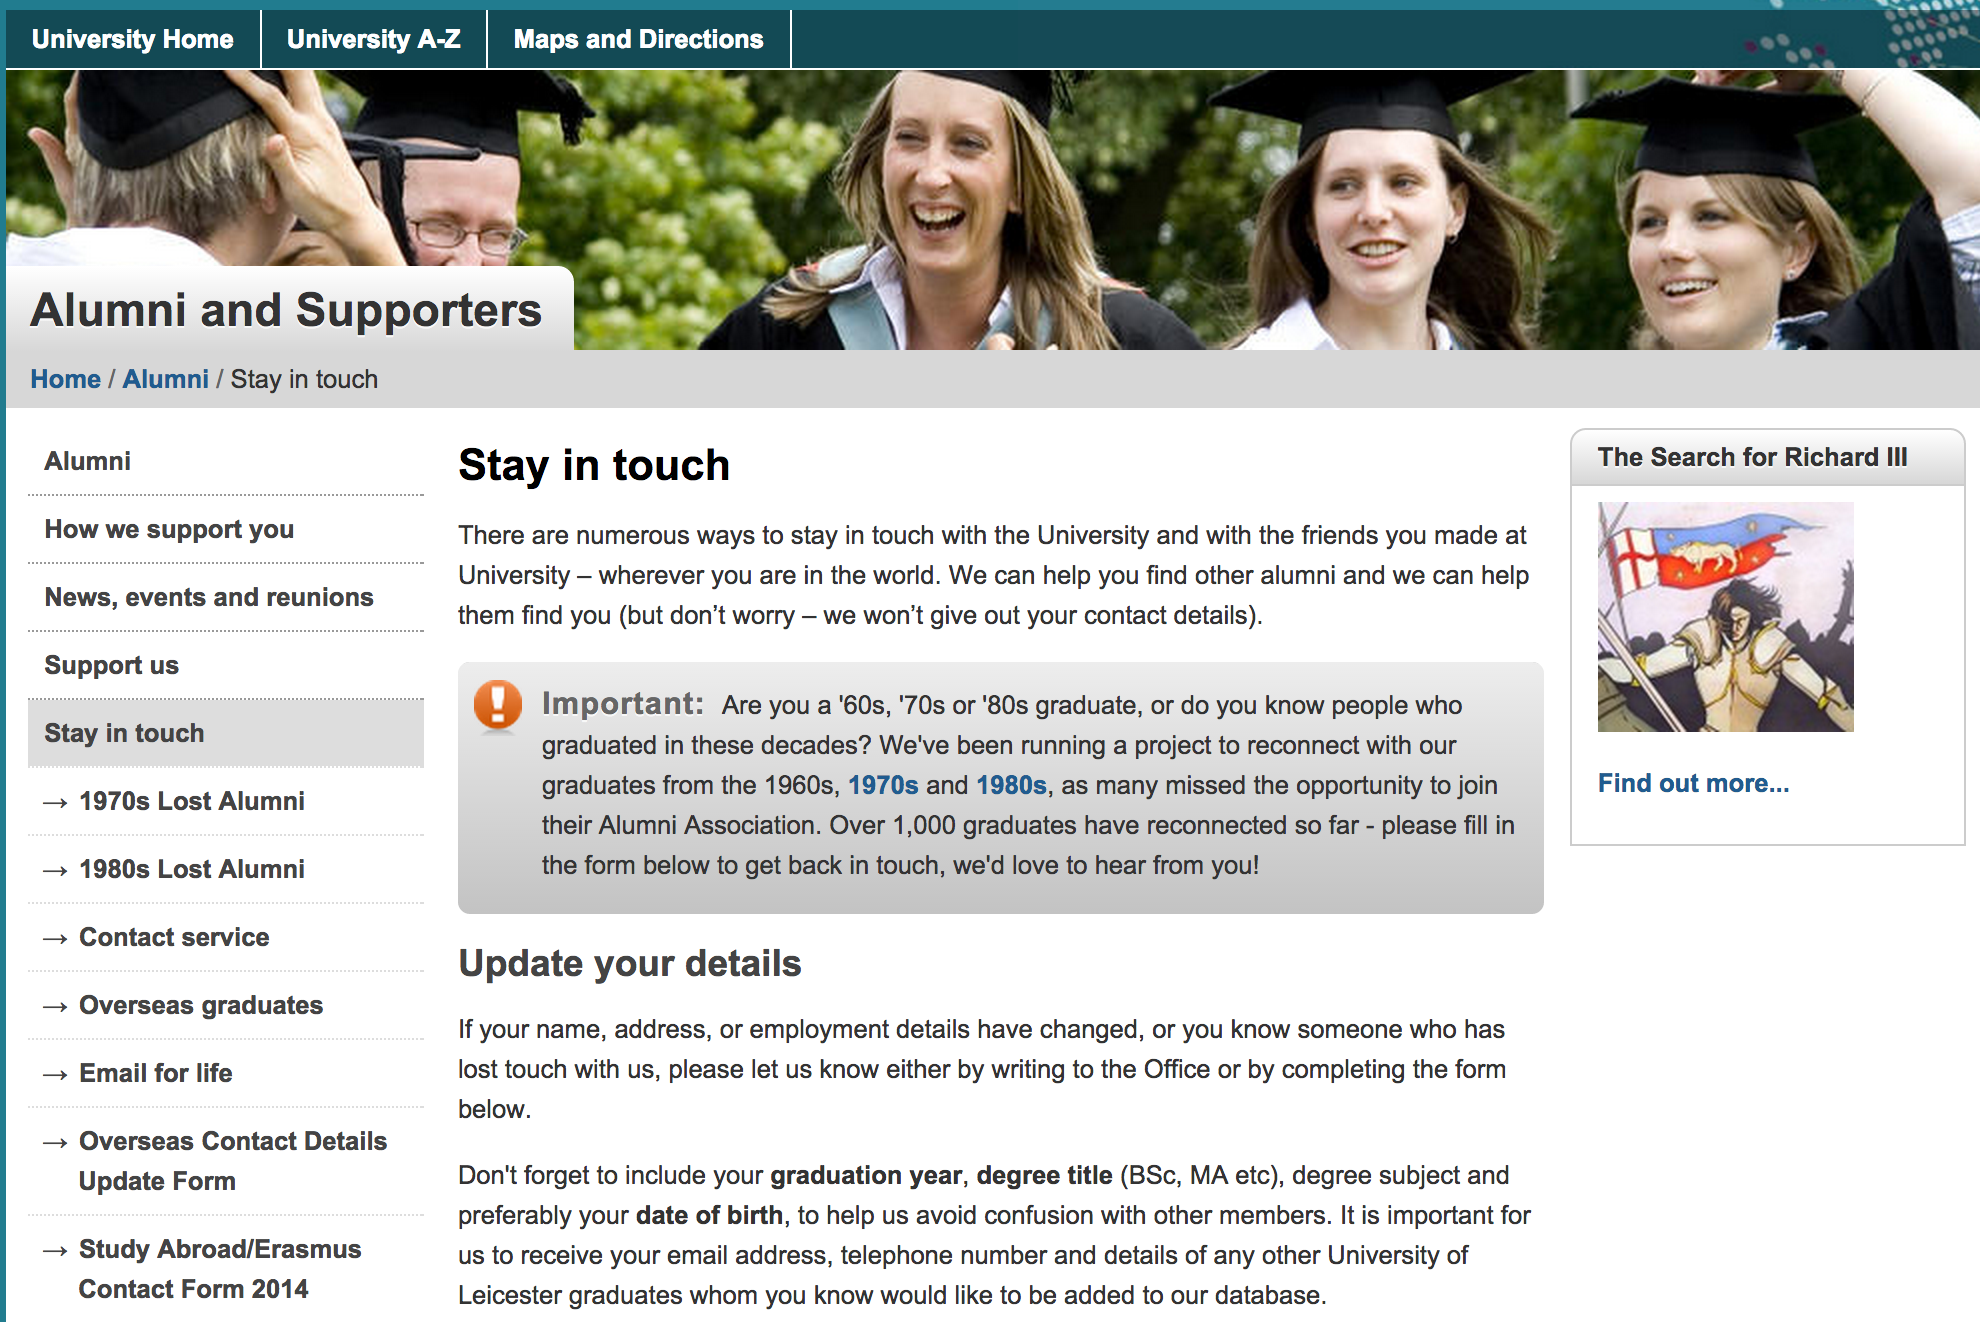 University Home
University A-Z
Maps and Directions
Alumni and Supporters
Home / Alumni / Stay in touch
Alumni
How we support you
News, events and reunions
Support us
Stay in touch
→ 1970s Lost Alumni
→ 1980s Lost Alumni
→ Contact service
→ Overseas graduates
→ Email for life
→ Overseas Contact Details
Update Form
→ Study Abroad/Erasmus
Contact Form 2014
Stay in touch
There are numerous ways to stay in touch with the University and with the friends you made at
University – wherever you are in the world. We can help you find other alumni and we can help
them find you (but don’t worry – we won’t give out your contact details).
Important: Are you a '60s, '70s or '80s graduate, or do you know people who
graduated in these decades? We've been running a project to reconnect with our
graduates from the 1960s, 1970s and 1980s, as many missed the opportunity to join
their Alumni Association. Over 1,000 graduates have reconnected so far - please fill in
the form below to get back in touch, we'd love to hear from you!
Update your details
If your name, address, or employment details have changed, or you know someone who has
lost touch with us, please let us know either by writing to the Office or by completing the form
below.
Don't forget to include your graduation year, degree title (BSc, MA etc), degree subject and
preferably your date of birth, to help us avoid confusion with other members. It is important for
us to receive your email address, telephone number and details of any other University of
Leicester graduates whom you know would like to be added to our database.
The Search for Richard III
Find out more...